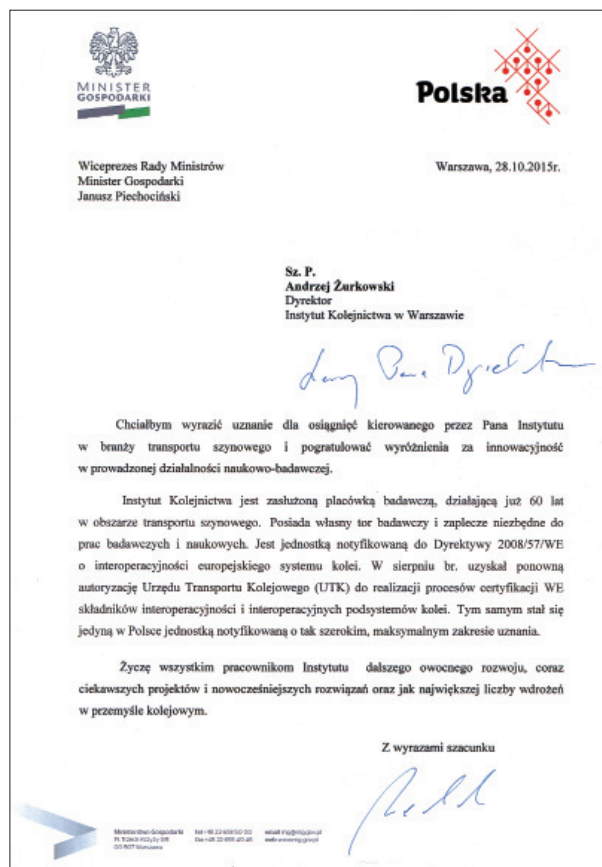 MINISTER
GOSPODARKI
Polska
Wiceprezes Rady Ministrów
Minister Gospodarki
Janusz Piechociński
Warszawa, 28.10.2015r.
Sz. P.
Andrzej Żurkowski
Dyrektor
Instytut Kolejnictwa w Warszawie
Chciałbym wyrazić uznanie dla osiągnięć kierowanego przez Pana Instytutu
w branży transportu szynowego i pogratulować wyróżnienia za innowacyjność
w prowadzonej działalności naukowo-badawczej.
Instytut Kolejnictwa jest zasłużoną placówką badawczą, działającą już 60 lat
w obszarze transportu szynowego. Posiada własny tor badawczy i zaplecze niezbędne do
prac badawczych i naukowych. Jest jednostką notyfikowaną do Dyrektywy 2008/57/WE
o interoperacyjności europejskiego systemu kolei. W sierpniu br. uzyskał ponowną
autoryzację Urzędu Transportu Kolejowego (UTK) do realizacji procesów certyfikacji WE
składników interoperacyjności i interoperacyjnych podsystemów kolei. Tym samym stał się
jedyną w Polsce jednostką notyfikowaną o tak szerokim, maksymalnym zakresie uznania.
Życzę wszystkim pracownikom Instytutu dalszego owocnego rozwoju, coraz
ciekawszych projektów i nowocześniejszych rozwiązań oraz jak największej liczby wdrożeń
w przemyśle kolejowym.
Z wyrazami szacunku
Ministerstwo Gospodarki